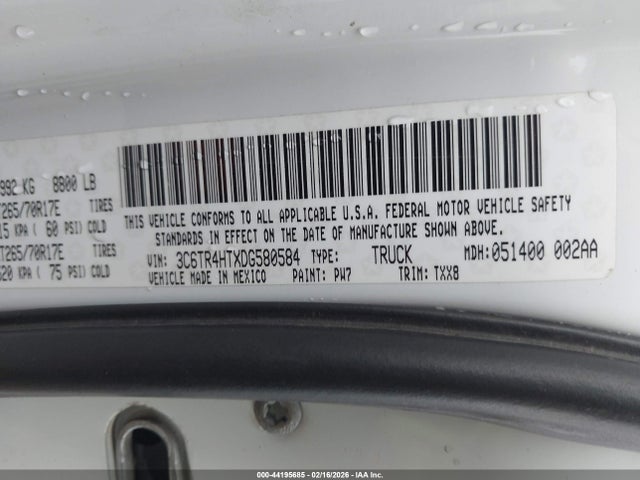 992 KG 8800 LB
265/70R17E TIRES
15 KPA ( 60 PSI) COLD
T265/70R17E TIRES
520 KPA ( 75 PSI) COLD
THIS VEHICLE CONFORMS TO ALL APPLICABLE U.S.A. FEDERAL MOTOR VEHICLE SAFETY
STANDARDS IN EFFECT ON THE DATE OF MANUFACTURE SHOWN ABOVE.
VIN: 3C6TR4HTXDG580584 TYPE: TRUCK MDH: 051400 002AA
VEHICLE MADE IN MEXICO PAINT: PW7 TRIM: TXX8
000-44195685 02/16/2026 - IAA Inc.